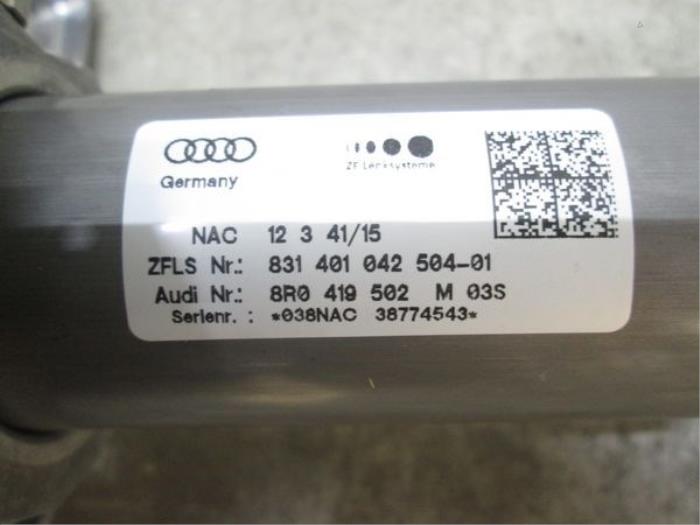 ZF Lenksysteme
Germany
NAC 12 3 41/15
ZFLS Nr.: 831 401 042 504-01
Audi Nr.: 8R0 419 502 M 03S
Serienr. : *038NAC 38774543*